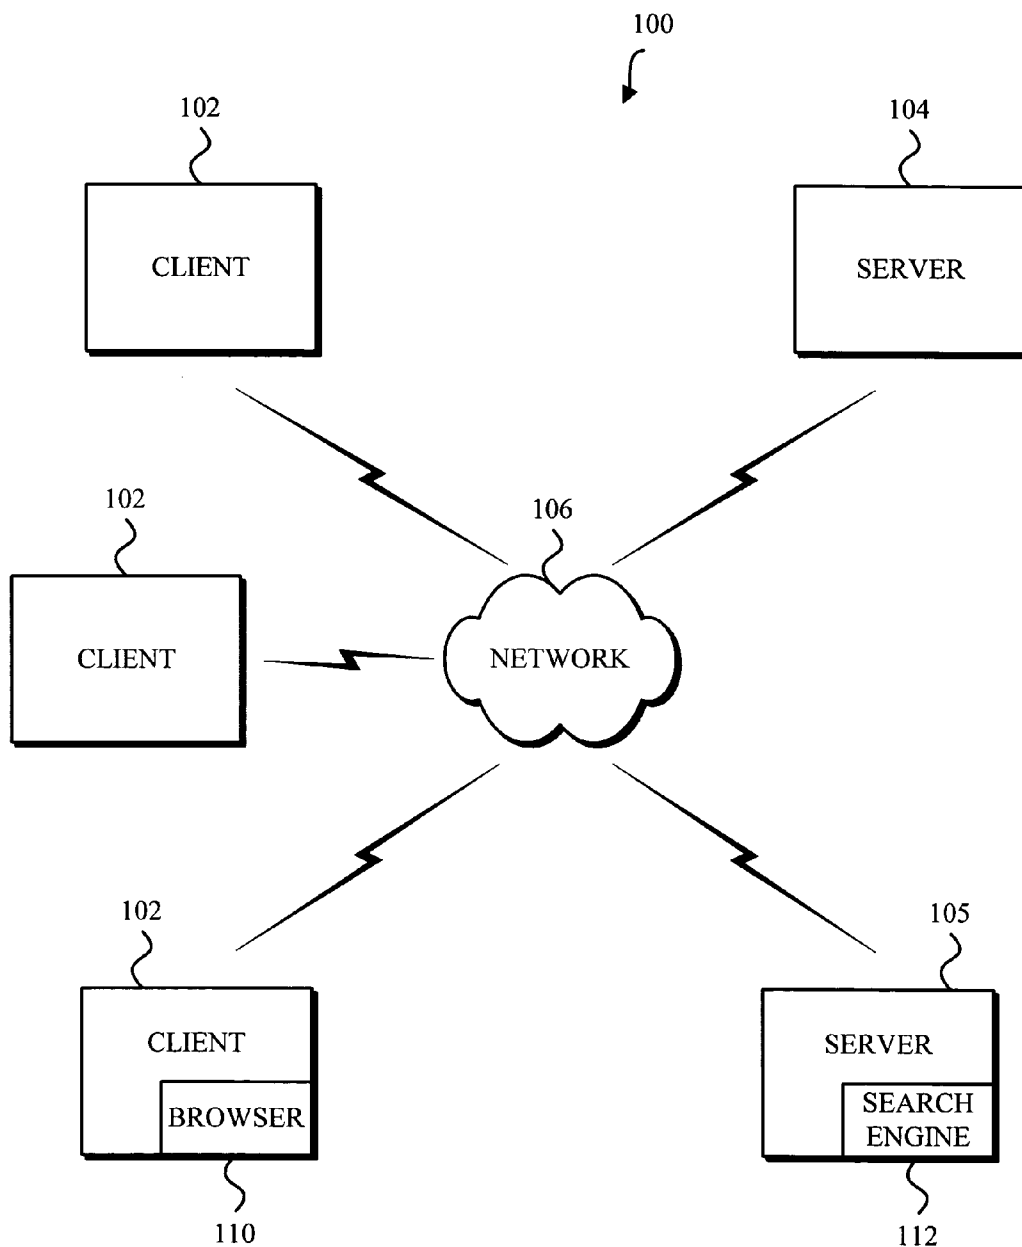 100
102
104
CLIENT
SERVER
102
106
CLIENT
NETWORK
102
105
CLIENT
SERVER
BROWSER
SEARCH
ENGINE
110
112